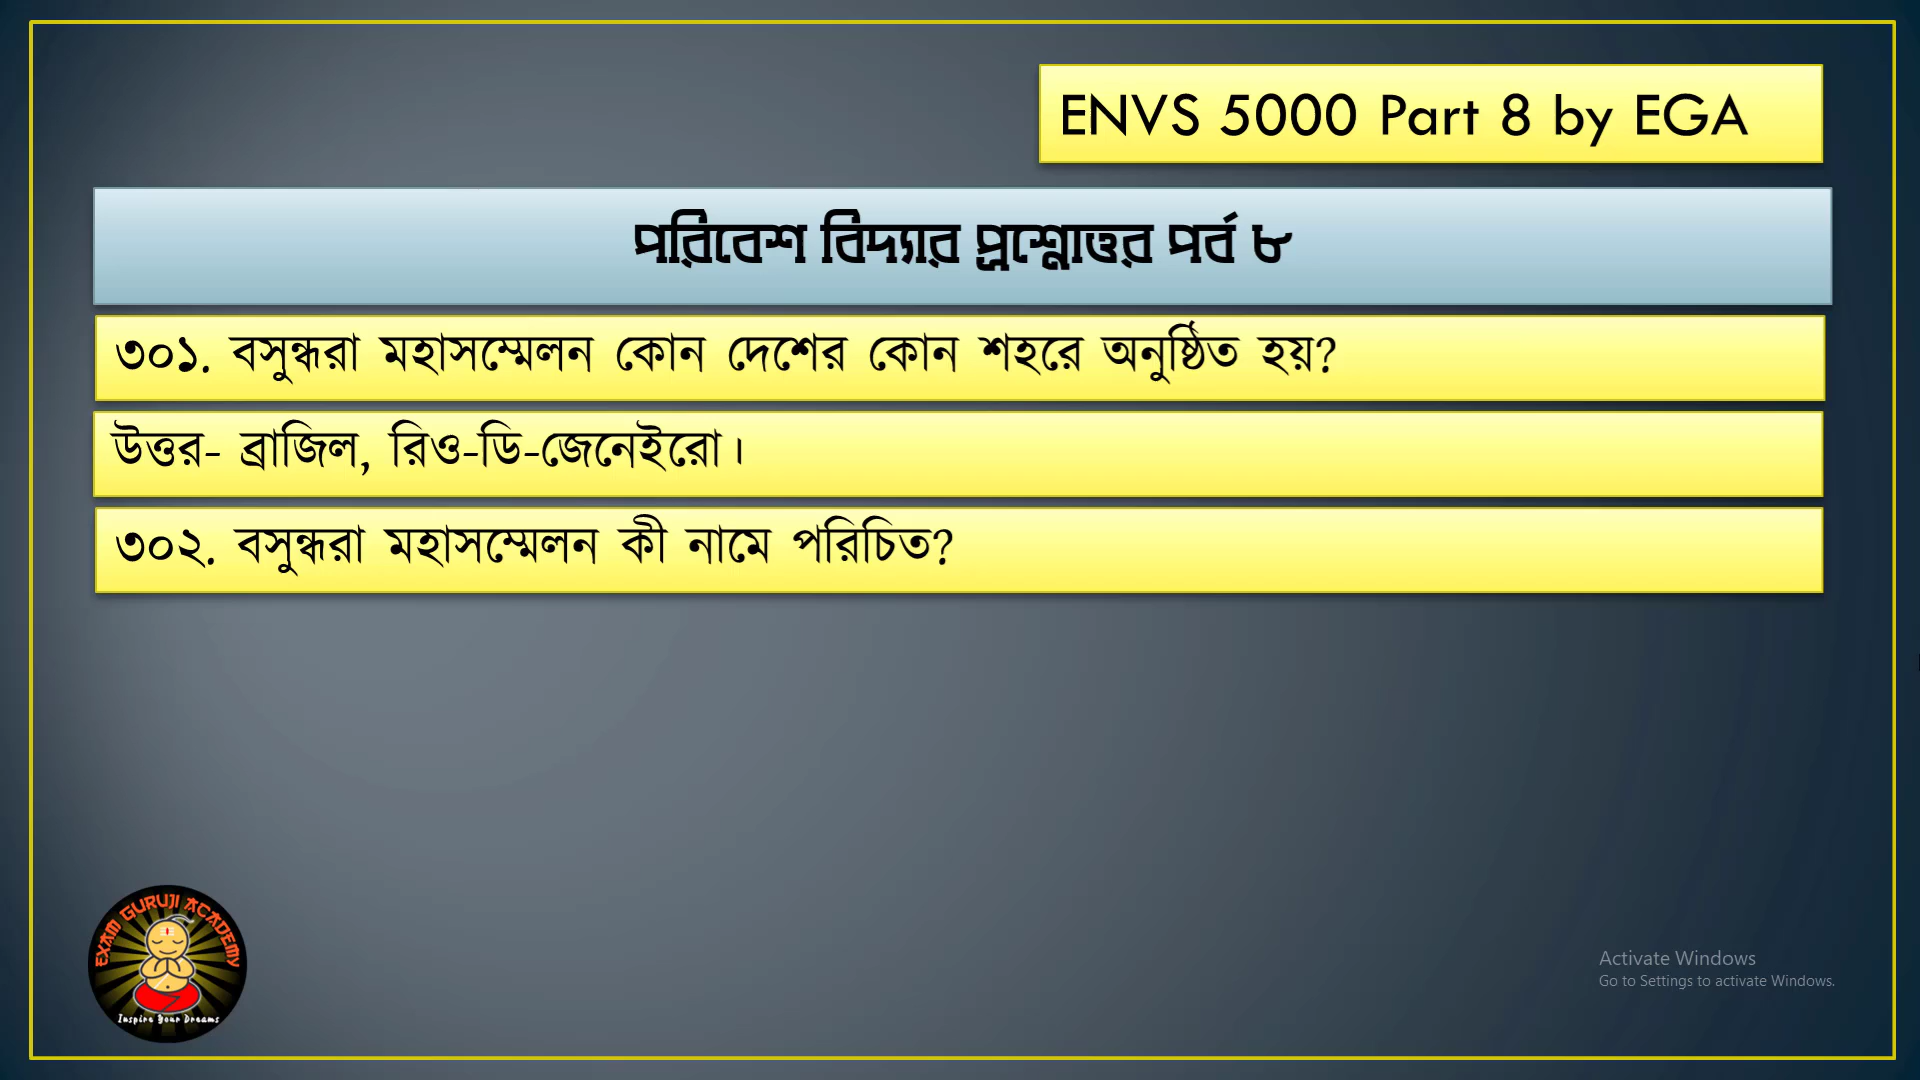 ENVS 5000 Part 8 by EGA
পরিবেশ বিদ্যার প্রশ্নোত্তর পর্ব ৮
৩০১. বসুন্ধরা মহাসম্মেলন কোন দেশের কোন শহরে অনুষ্ঠিত হয়?
উত্তর- ব্রাজিল, রিও-ডি-জেনেইরো।
৩০২. বসুন্ধরা মহাসম্মেলন কী নামে পরিচিত?
EXAM GURUJI ACADEMY
Inspire Your Dreams
Activate Windows
Go to Settings to activate Windows.